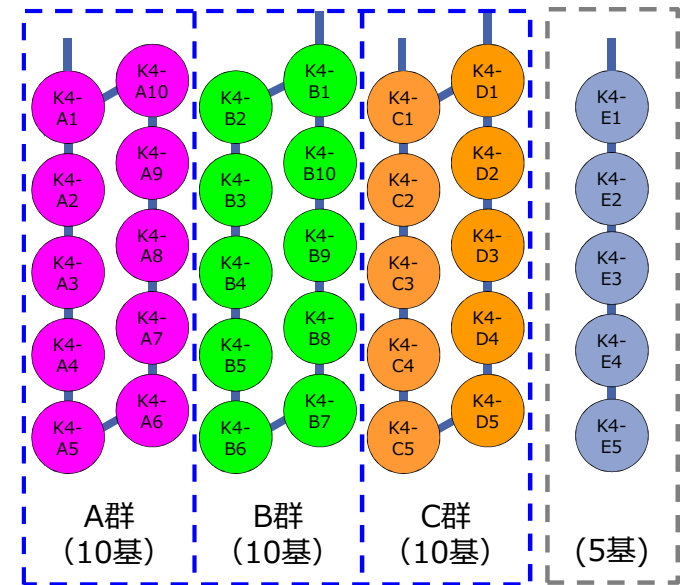 K4-
A1
K4-
A2
K4-
A3
K4-
A4
K4-
A5
K4-
A10
K4-
A9
K4-
A8
K4-
A7
K4-
A6
A群
(10基)
K4-
B2
K4-
B3
K4-
B4
K4-
B5
K4-
B6
K4-
B1
K4-
B10
K4-
B9
K4-
B8
K4-
B7
B群
(10基)
K4-
C1
K4-
C2
K4-
C3
K4-
C4
K4-
C5
K4-
D1
K4-
D2
K4-
D3
K4-
D4
K4-
D5
C群
(10基)
K4-
E1
K4-
E2
K4-
E3
K4-
E4
K4-
E5
(5基)